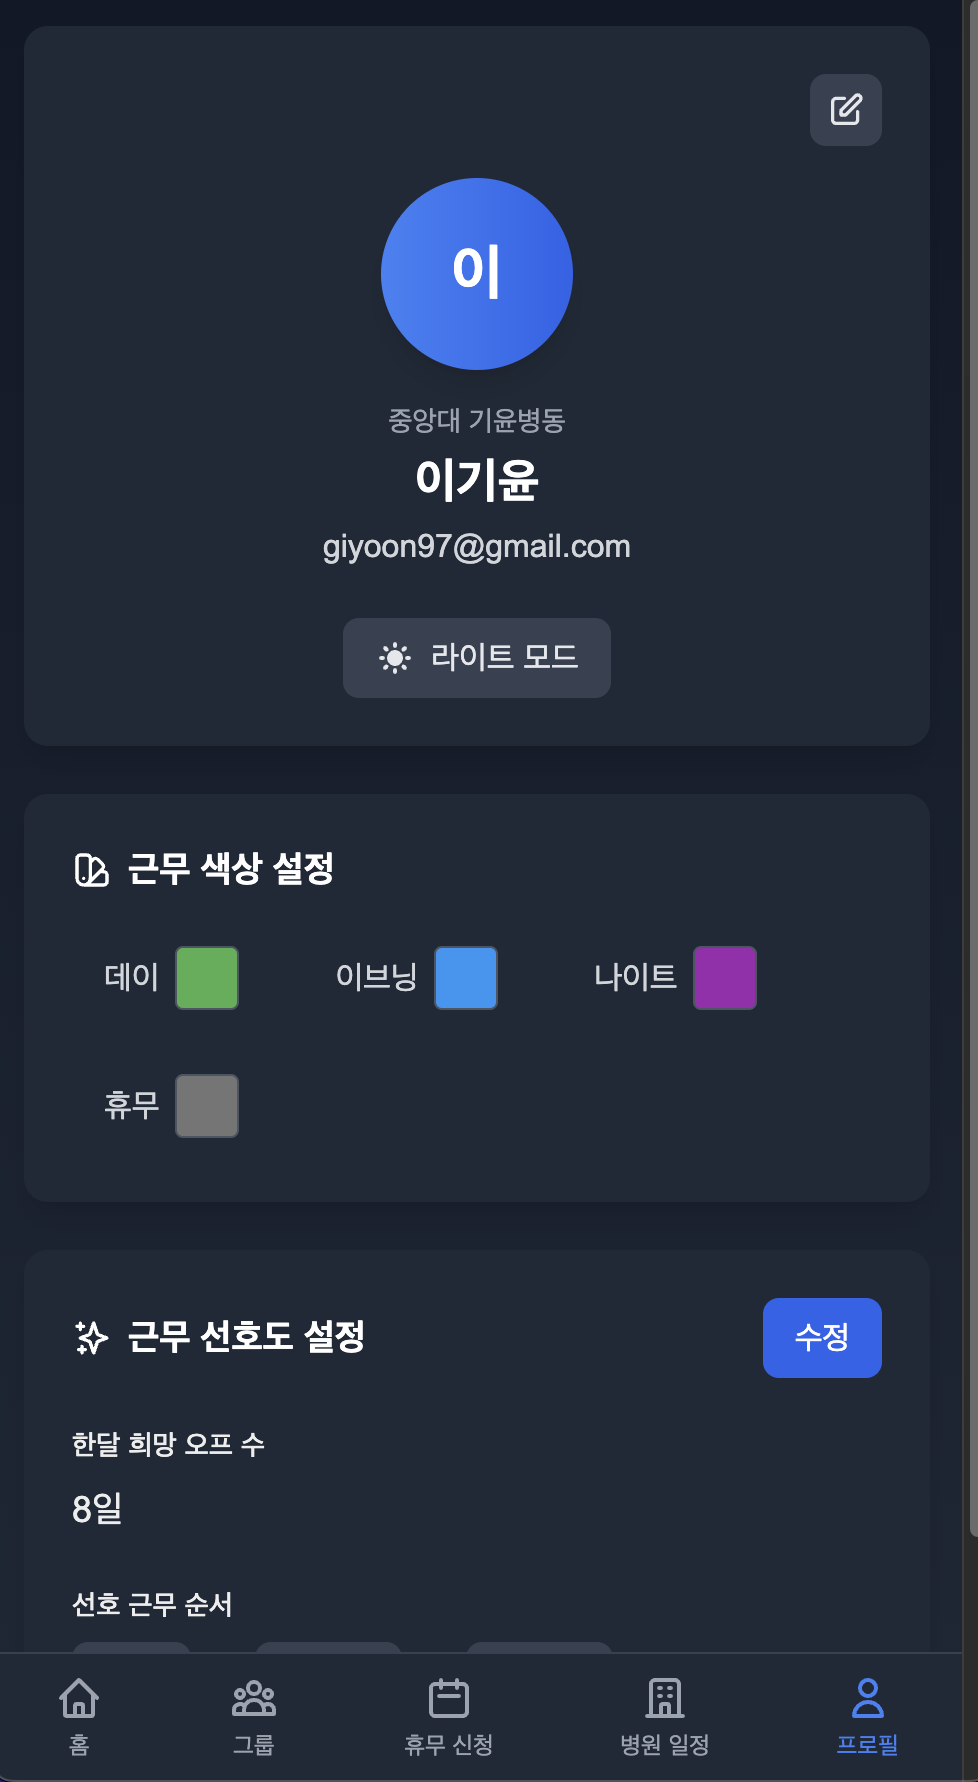 이
중앙대 기윤병동
이기윤
giyoon97@gmail.com
라이트 모드
근무 색상 설정
데이 이브닝 나이트
휴무
근무 선호도 설정 수정
한달 희망 오프 수
8일
선호 근무 순서
홈 그룹 휴무 신청 병원 일정 프로필